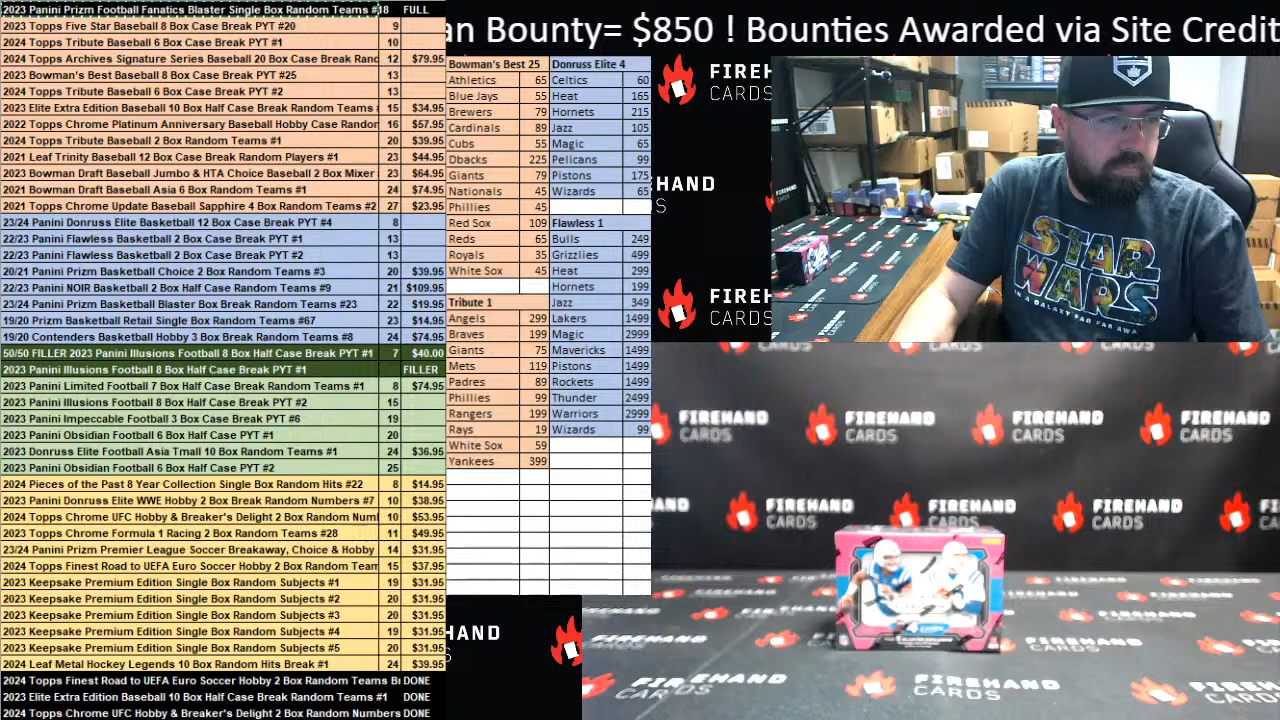 an Bounty= $850 ! Bounties Awarded via Site Credit
2023 Panini Prizm Football Fanatics Blaster Single Box Random Teams #18 FULL
2023 Topps Five Star Baseball 8 Box Case Break PYT #20 9
2024 Topps Tribute Baseball 6 Box Case Break PYT #1 10
2024 Topps Archives Signature Series Baseball 20 Box Case Break Rand 12 $79.95
2023 Bowman's Best Baseball 8 Box Case Break PYT #25 13
2024 Topps Tribute Baseball 6 Box Case Break PYT #2 13
2023 Elite Extra Edition Baseball 10 Box Half Case Break Random Teams 15 $34.95
2022 Topps Chrome Platinum Anniversary Baseball Hobby Case Random 16 $57.95
2024 Topps Tribute Baseball 2 Box Random Teams #1 20 $39.95
2021 Leaf Trinity Baseball 12 Box Case Break Random Players #1 23 $44.95
2023 Bowman Draft Baseball Jumbo & HTA Choice Baseball 2 Box Mixer 23 $64.95
2021 Bowman Draft Baseball Asia 6 Box Random Teams #1 24 $74.95
2021 Topps Chrome Update Baseball Sapphire 4 Box Random Teams #2 27 $23.95
23/24 Panini Donruss Elite Basketball 12 Box Case Break PYT #4 8
22/23 Panini Flawless Basketball 2 Box Case Break PYT #1 13
22/23 Panini Flawless Basketball 2 Box Case Break PYT #2 13
20/21 Panini Prizm Basketball Choice 2 Box Random Teams #3 20 $39.95
22/23 Panini NOIR Basketball 2 Box Half Case Random Teams #9 21 $109.95
23/24 Panini Prizm Basketball Blaster Box Break Random Teams #23 22 $19.95
19/20 Prizm Basketball Retail Single Box Random Teams #67 23 $14.95
19/20 Contenders Basketball Hobby 3 Box Break Random Teams #8 24 $74.95
50/50 FILLER 2023 Panini Illusions Football 8 Box Half Case Break PYT #1 7 $40.00
2023 Panini Illusions Football 8 Box Half Case Break PYT #1 FILLER
2023 Panini Limited Football 7 Box Half Case Break Random Teams #1 8 $74.95
2023 Panini Illusions Football 8 Box Half Case Break PYT #2 15
2023 Panini Impeccable Football 3 Box Case Break PYT #6 19
2023 Panini Obsidian Football 6 Box Half Case PYT #1 20
2023 Donruss Elite Football Asia Tmall 10 Box Random Teams #1 24 $36.95
2023 Panini Obsidian Football 6 Box Half Case PYT #2 25
2024 Pieces of the Past 8 Year Collection Single Box Random Hits #22 8 $14.95
2023 Panini Donruss Elite WWE Hobby 2 Box Break Random Numbers #7 10 $38.95
2024 Topps Chrome UFC Hobby & Breaker's Delight 2 Box Random Numl 10 $53.95
2023 Topps Chrome Formula 1 Racing 2 Box Random Teams #28 11 $49.95
23/24 Panini Prizm Premier League Soccer Breakaway, Choice & Hobby 14 $31.95
2024 Topps Finest Road to UEFA Euro Soccer Hobby 2 Box Random Team 15 $37.95
2023 Keepsake Premium Edition Single Box Random Subjects #1 19 $31.95
2023 Keepsake Premium Edition Single Box Random Subjects #2 20 $31.95
2023 Keepsake Premium Edition Single Box Random Subjects #3 20 $31.95
2023 Keepsake Premium Edition Single Box Random Subjects #4 19 $31.95
2023 Keepsake Premium Edition Single Box Random Subjects #5 20 $31.95
2024 Leaf Metal Hockey Legends 10 Box Random Hits Break #1 24 $39.95
2024 Topps Finest Road to UEFA Euro Soccer Hobby 2 Box Random Teams Br DONE
2023 Elite Extra Edition Baseball 10 Box Half Case Break Random Teams #1 DONE
2024 Topps Chrome UFC Hobby & Breaker's Delight 2 Box Random Numbers DONE
Bowman's Best 25
Athletics 65
Blue Jays 55
Brewers 79
Cardinals 89
Cubs 55
Dbacks 225
Giants 79
Nationals 45
Phillies 45
Red Sox 109
Reds 65
Royals 35
White Sox 45
Tribute 1
Angels 299
Braves 199
Giants 75
Mets 119
Padres 89
Phillies 99
Rangers 199
Rays 19
White Sox 59
Yankees 399
Donruss Elite 4
Celtics 60
Heat 165
Hornets 215
Jazz 105
Magic 65
Pelicans 99
Pistons 175
Wizards 65
Flawless 1
Bulls 249
Grizzlies 499
Heat 299
Hornets 199
Jazz 349
Lakers 1499
Magic 2999
Mavericks 1499
Pistons 1499
Rockets 1499
Thunder 2499
Warriors 2999
Wizards 99
FIREH
CARDS
REHAND
FIREH
CARDS
STAR
WARS
IN A GALAXY FAR FAR AWA
FIREHAND
CARDS
FIREHAND
CARDS
FIREHAND
CARDS
FIREHAND
CARDS
FIREHAND
CARDS
HAND
FIREHAND
CARDS